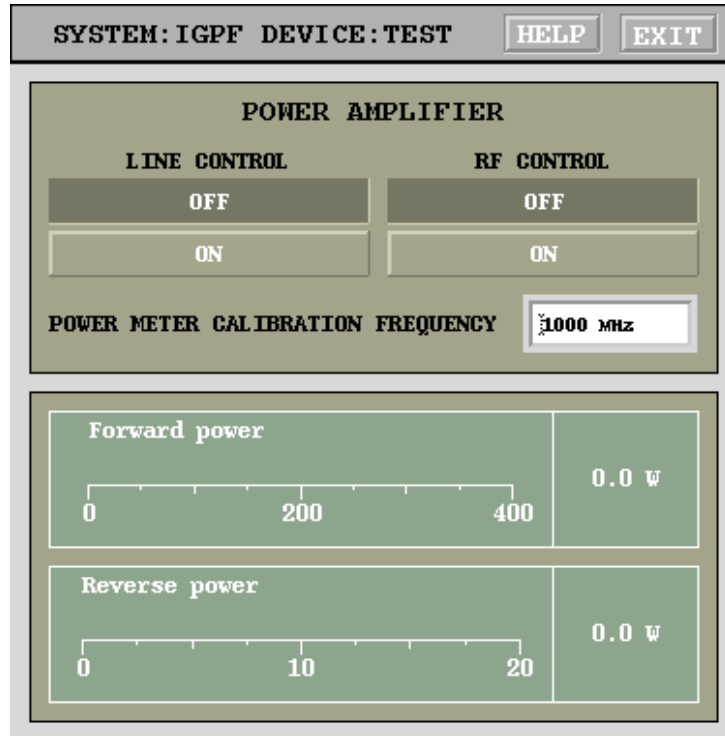 SYSTEM:IGPF DEVICE:TEST HELP EXIT
POWER AMPLIFIER
LINE CONTROL RF CONTROL
OFF OFF
ON ON
POWER METER CALIBRATION FREQUENCY 1000 MHz
Forward power
0.0 W
0 200 400
Reverse power
0.0 W
0 10 20